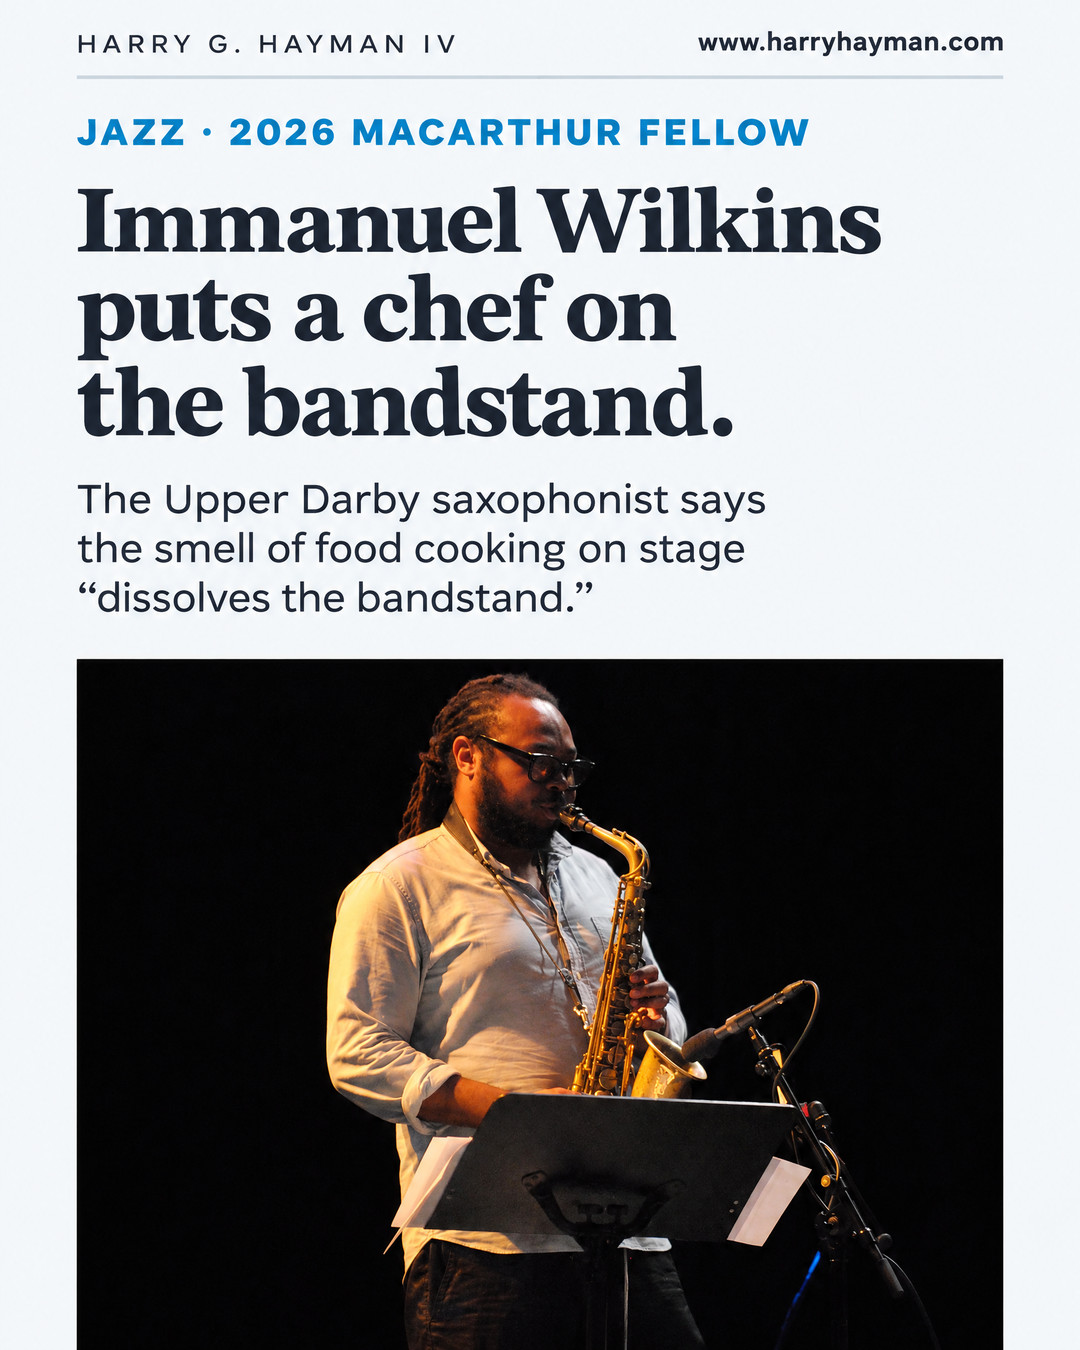 HARRY G. HAYMAN IV
www.harryhayman.com
JAZZ · 2026 MACARTHUR FELLOW
Immanuel Wilkins
puts a chef on
the bandstand.
The Upper Darby saxophonist says
the smell of food cooking on stage
“dissolves the bandstand.”